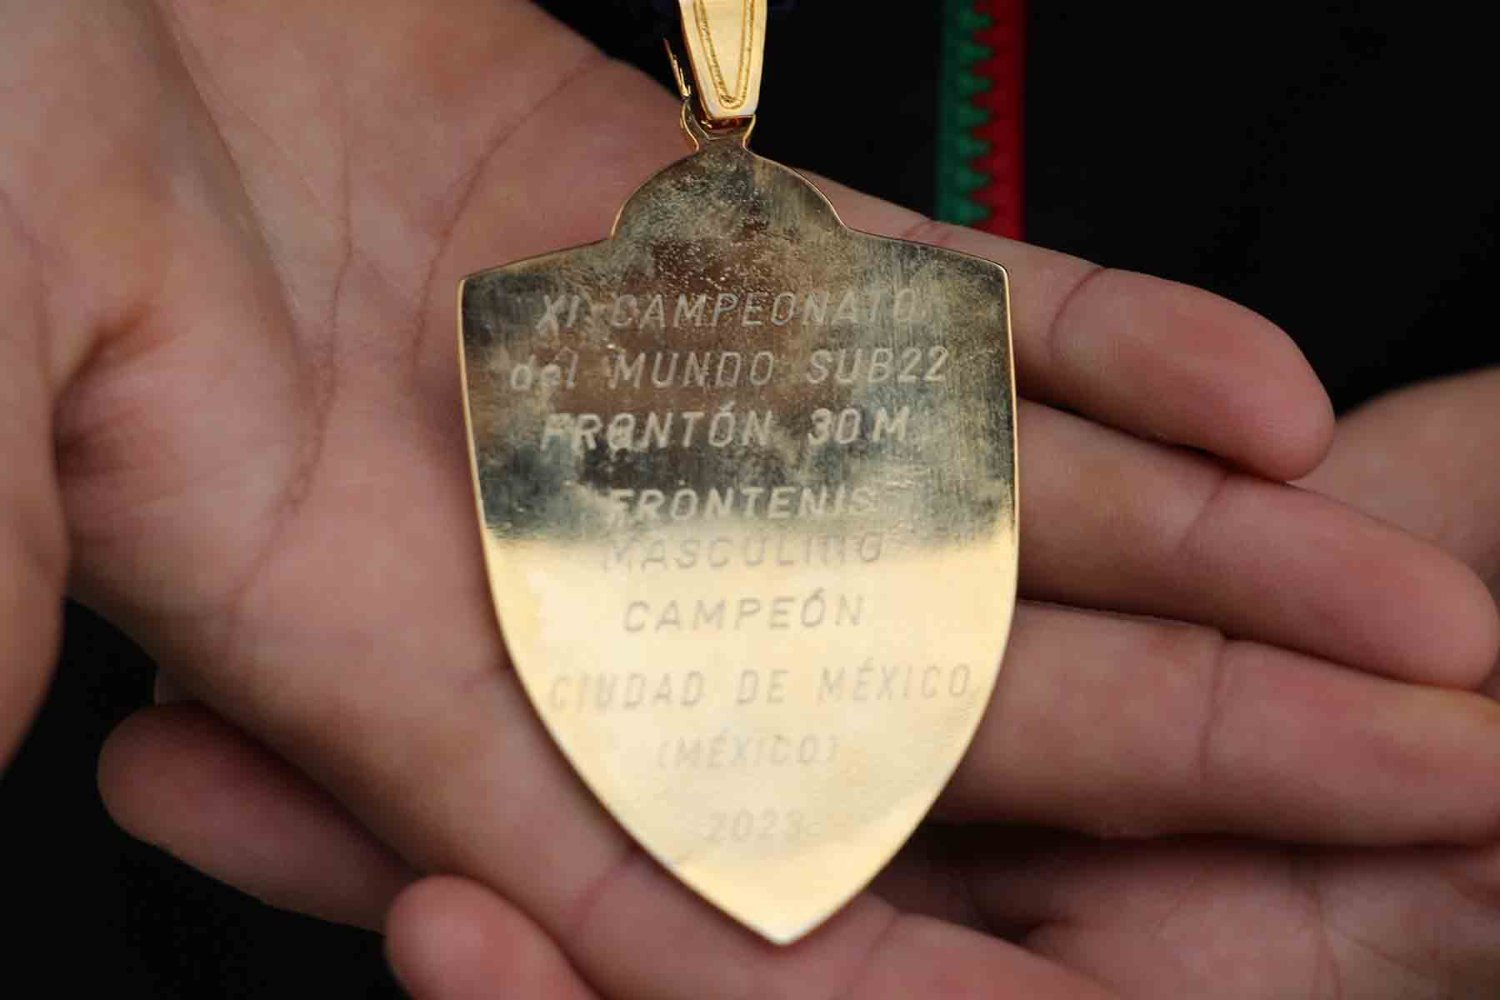 XI CAMPEONATO
del MUNDO SUB22
FRONTÓN 30M
FRONTENIS
MASCULINO
CAMPEÓN
CIUDAD DE MÉXICO
(MÉXICO)
2023